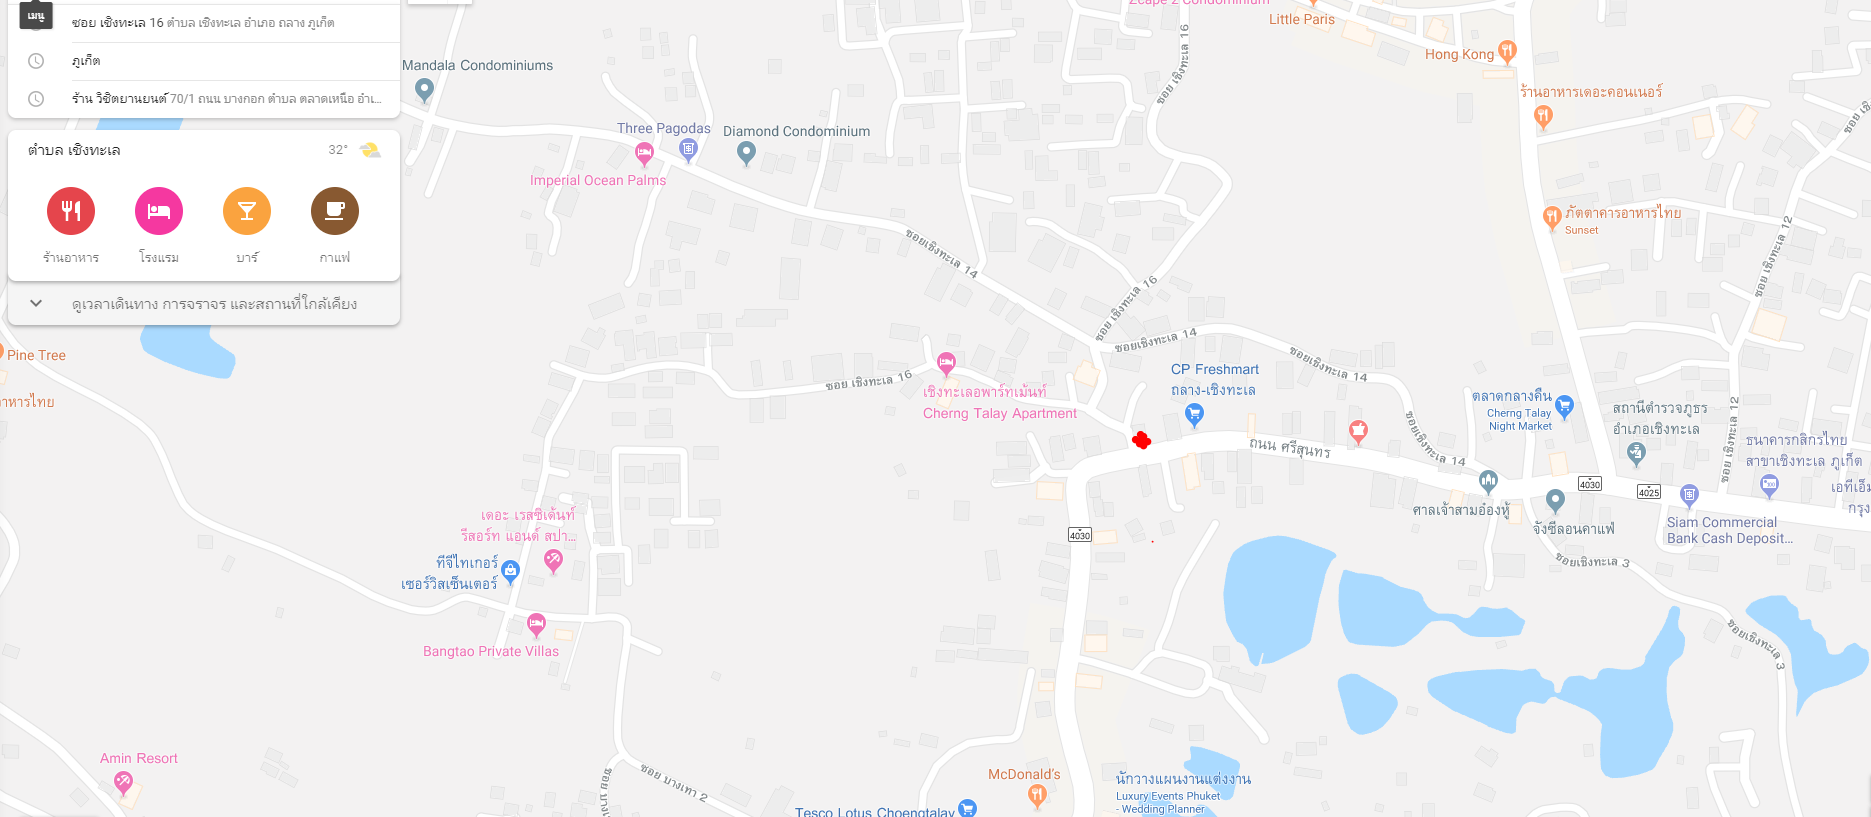 เมนู
ซอย เชิงทะเล 16 ตำบล เชิงทะเล อำเภอ ถลาง ภูเก็ต
ภูเก็ต
ร้าน วิชิตยานยนต์ 70/1 ถนน บางกอก ตำบล ตลาดเหนือ อำเ...
ตำบล เชิงทะเล
32°
ร้านอาหาร
โรงแรม
บาร์
กาแฟ
ดูเวลาเดินทาง การจราจร และสถานที่ใกล้เคียง
Zcape 2 Condominium
Little Paris
Hong Kong
Mandala Condominiums
ซอย เชิงทะเล 16
ร้านอาหารเดอะคอนเนอร์
Three Pagodas
Diamond Condominium
Imperial Ocean Palms
ภัตตาคารอาหารไทย
Sunset
ซอยเชิงทะเล 12
ซอยเชิงทะเล 14
ซอย เชิงทะเล 16
ซอยเชิงทะเล 14
ซอยเชิงทะเล 14
Pine Tree
าหารไทย
ซอย เชิงทะเล 16
เชิงทะเลอพาร์ทเม้นท์
Cherng Talay Apartment
CP Freshmart
ถลาง-เชิงทะเล
ตลาดกลางคืน
Cherng Talay
Night Market
สถานีตำรวจภูธร
อำเภอเชิงทะเล
ซอย เชิงทะเล 12
ธนาคารกสิกรไทย
สาขาเชิงทะเล ภูเก็ต
ซอยเชิงทะเล 14
ถนน ศรีสุนทร
4030
4025
เอทีเอ็ม
กรุง
ศาลเจ้าสามอ๋องหู้
จังซีลอนคาเฟ่
Siam Commercial
Bank Cash Deposit...
เดอะ เรสซิเด้นท์
รีสอร์ท แอนด์ สปา...
ทีจีไทเกอร์
เซอร์วิสเซ็นเตอร์
4030
ซอยเชิงทะเล 3
ซอยเชิงทะเล 3
Bangtao Private Villas
Amin Resort
ซอย บางเทา 2
ซอย บาง
McDonald's
Tesco Lotus Choengtalay
นักวางแผนงานแต่งงาน
Luxury Events Phuket
- Wedding Planner